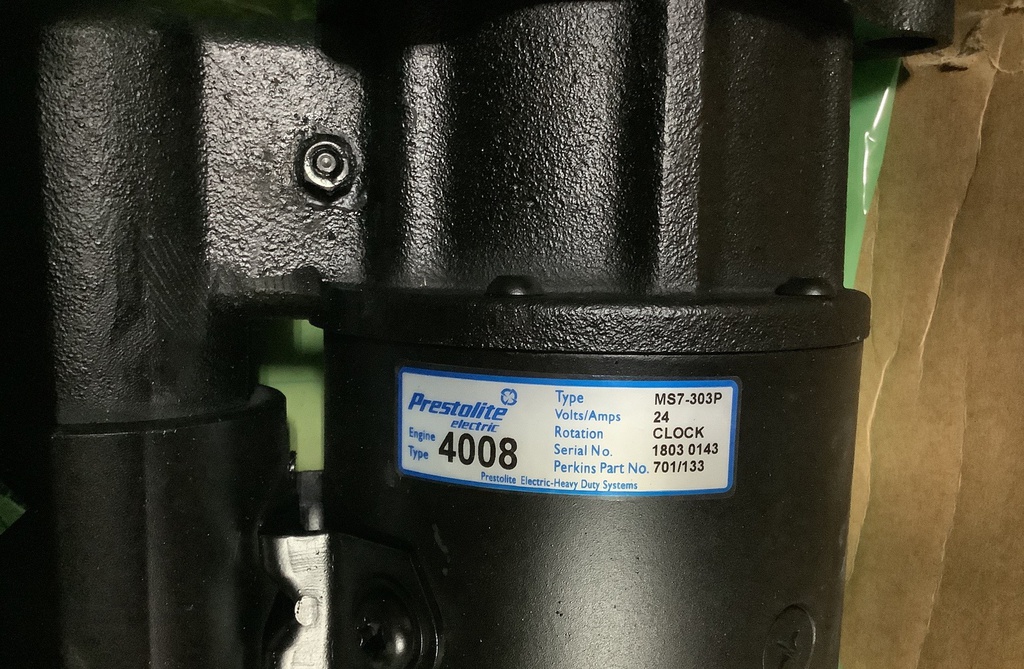 Prestolite
electric
Engine
Type 4008
Type MS7-303P
Volts/Amps 24
Rotation CLOCK
Serial No. 1803 0143
Perkins Part No. 701/133
Prestolite Electric-Heavy Duty Systems